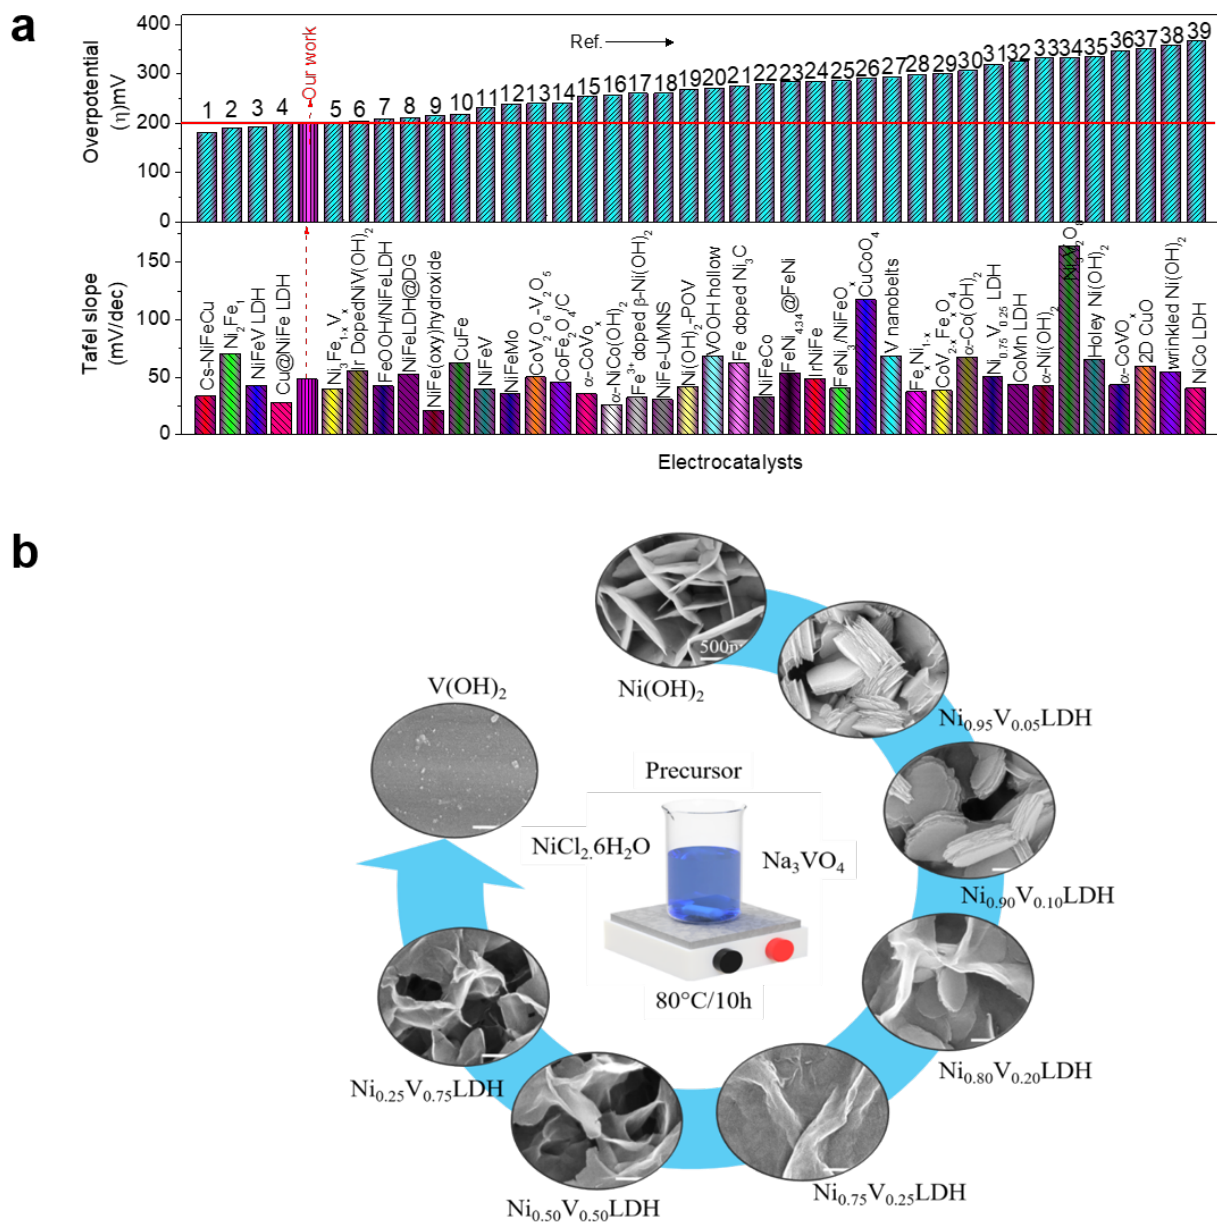 a
Overpotential
(η)mV
400
300
200
100
0
Ref.
Our work
1 2 3 4 5 6 7 8 9 10 11 12 13 14 15 16 17 18 19 20 21 22 23 24 25 26 27 28 29 30 31 32 33 34 35 36 37 38 39
Tafel slope
(mV/dec)
150
100
50
0
Cs-NiFeCu
Ni₂Fe₁
NiFeV LDH
Cu@NiFe LDH
Ni₃Fe₁₋ₓVₓ
Ir DopedNiV(OH)₂
FeOOH/NiFeLDH
NiFeLDH@DG
NiFe(oxy)hydroxide
CuFe
NiFeV
NiFeMo
CoV₂O₆-V₂O₅
CoFe₂O₄/C
α-CoVOₓ
α-NiCo(OH)₂
Fe³⁺doped β-Ni(OH)₂
NiFe-UMNS
Ni(OH)₂-POV
VOOH hollow
Fe doped Ni₃C
NiFeCo
FeNi₄.₃₄@FeNi
IrNiFe
FeNi₃/NiFeOₓ
CuCoO₄
V nanobelts
FeₓNi₁₋ₓ
CoV₂₋ₓFeₓO₄
α-Co(OH)₂
Ni₀.₇₅V₀.₂₅ LDH
CoMn LDH
α-Ni(OH)₂
Ni₃V₂O₈
Holey Ni(OH)₂
α-CoVOₓ
2D CuO
wrinkled Ni(OH)₂
NiCo LDH
Electrocatalysts
b
500n
Ni(OH)₂
V(OH)₂
Ni₀.₉₅V₀.₀₅LDH
Precursor
NiCl₂.6H₂O
Na₃VO₄
Ni₀.₉₀V₀.₁₀LDH
80°C/10h
Ni₀.₈₀V₀.₂₀LDH
Ni₀.₂₅V₀.₇₅LDH
Ni₀.₇₅V₀.₂₅LDH
Ni₀.₅₀V₀.₅₀LDH